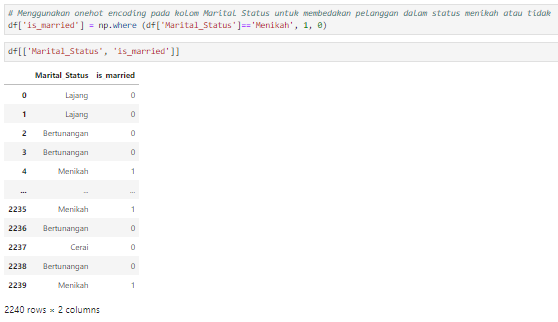 # Menggunakan onehot encoding pada kolom Marital Status untuk membedakan pelanggan dalam status menikah atau tidak
df['is_married'] = np.where (df['Marital_Status']=='Menikah', 1, 0)
df[['Marital_Status', 'is_married']]
Marital_Status is_married
0 Lajang 0
1 Lajang 0
2 Bertunangan 0
3 Bertunangan 0
4 Menikah 1
... ... ...
2235 Menikah 1
2236 Bertunangan 0
2237 Cerai 0
2238 Bertunangan 0
2239 Menikah 1
2240 rows × 2 columns